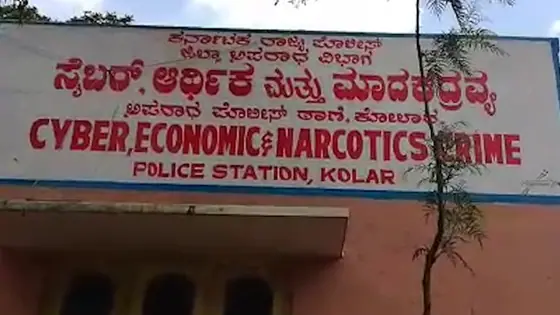 ಕರ್ನಾಟಕ ರಾಜ್ಯ ಪೊಲೀಸ್
ಜಿಲ್ಲಾ ಅಪರಾಧ ವಿಭಾಗ
ಸೈಬರ್, ಆರ್ಥಿಕ ಮತ್ತು ಮಾದಕದ್ರವ್ಯ
ಅಪರಾಧ ಪೊಲೀಸ್ ಠಾಣೆ, ಕೋಲಾರ
CYBER, ECONOMIC & NARCOTICS CRIME
POLICE STATION, KOLAR